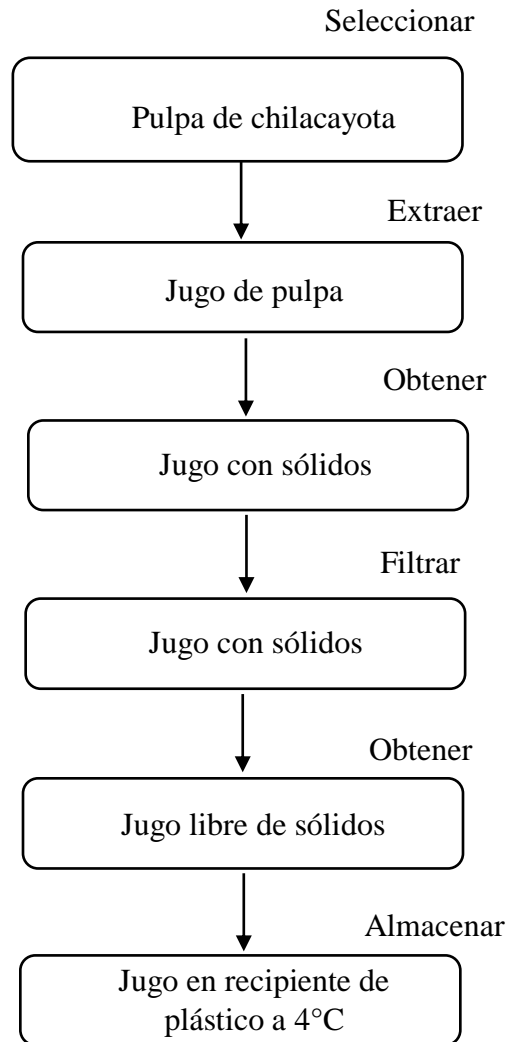 Seleccionar
Pulpa de chilacayota
Extraer
Jugo de pulpa
Obtener
Jugo con sólidos
Filtrar
Jugo con sólidos
Obtener
Jugo libre de sólidos
Almacenar
Jugo en recipiente de
plástico a 4°C